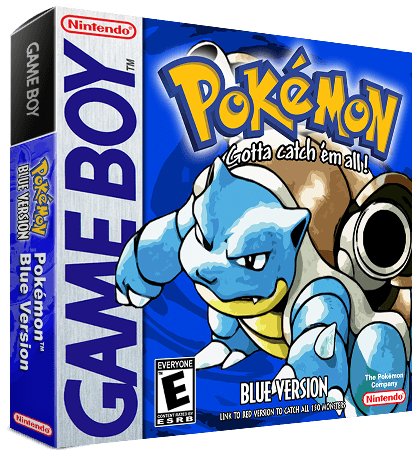 GAME BOY
POKéMON
BLUE VERSION
Pokémon™
Blue Version
Nintendo
Nintendo
GAME BOY™
POKéMON
Gotta catch 'em all!
EVERYONE
E
CONTENT RATED BY
ESRB
BLUE VERSION
LINK TO RED VERSION TO CATCH ALL 150 MONSTERS
The Pokémon
Company
Nintendo